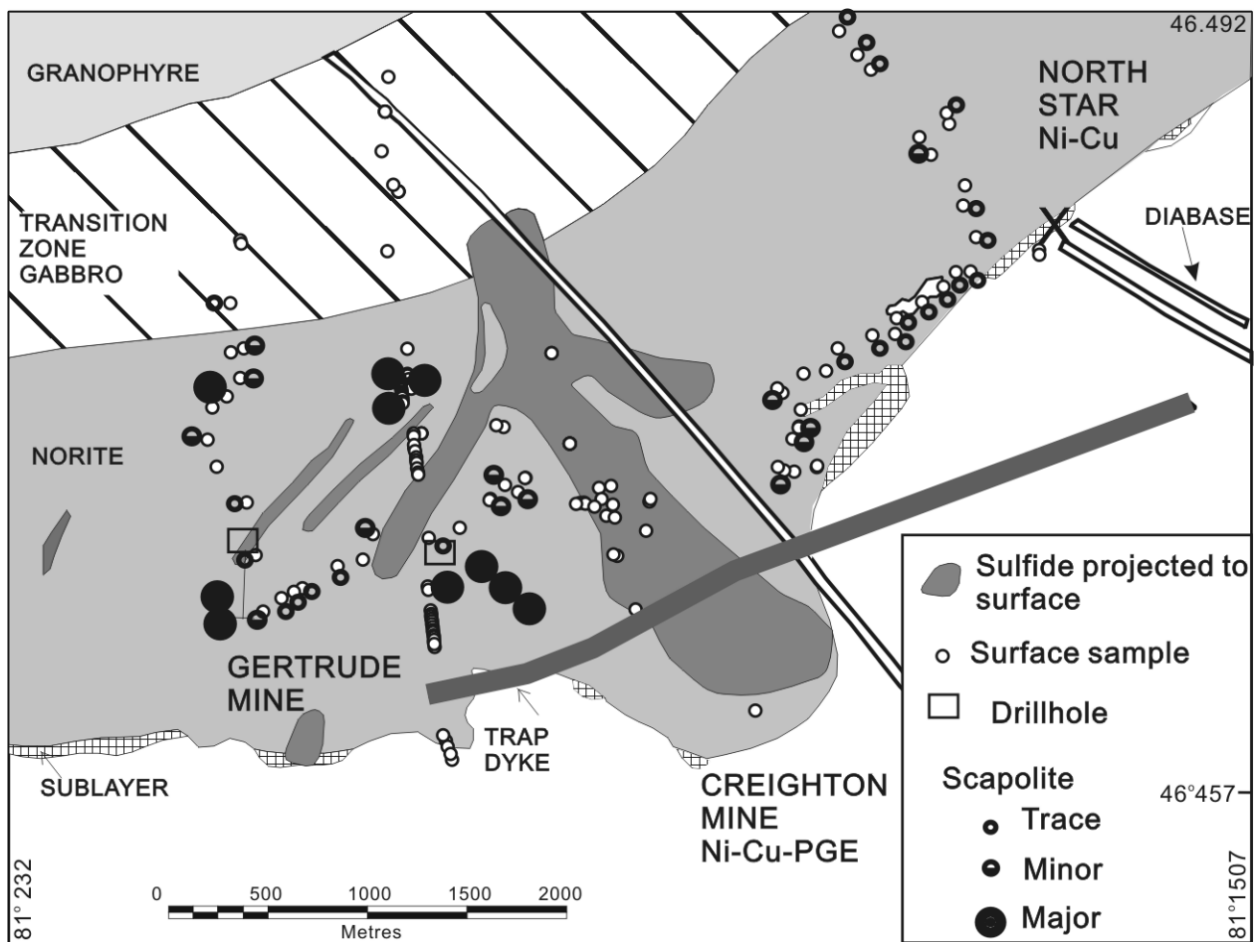 46.492
GRANOPHYRE
NORTH
STAR
Ni-Cu
TRANSITION
ZONE
GABBRO
DIABASE
NORITE
GERTRUDE
MINE
TRAP
DYKE
SUBLAYER
CREIGHTON
MINE
Ni-Cu-PGE
Sulfide projected to
surface
Surface sample
Drillhole
Scapolite
Trace
Minor
Major
46°457
81° 232
81°1507
0 500 1000 1500 2000
Metres